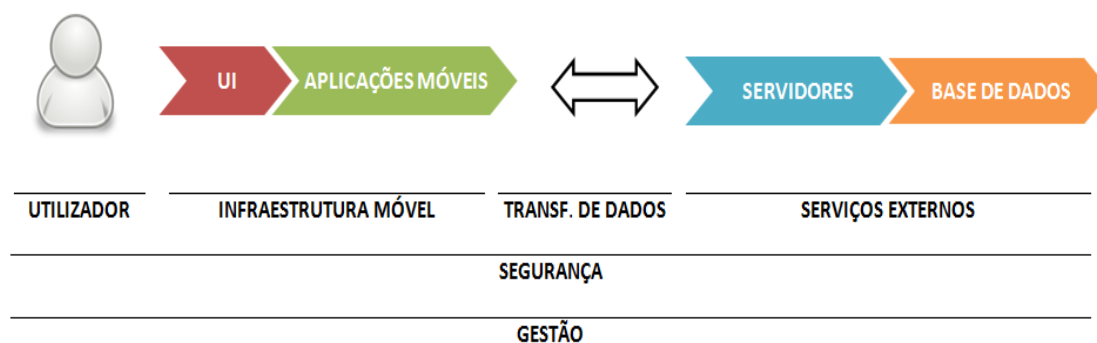 UI
APLICAÇÕES MÓVEIS
SERVIDORES
BASE DE DADOS
UTILIZADOR
INFRAESTRUTURA MÓVEL
TRANSF. DE DADOS
SERVIÇOS EXTERNOS
SEGURANÇA
GESTÃO